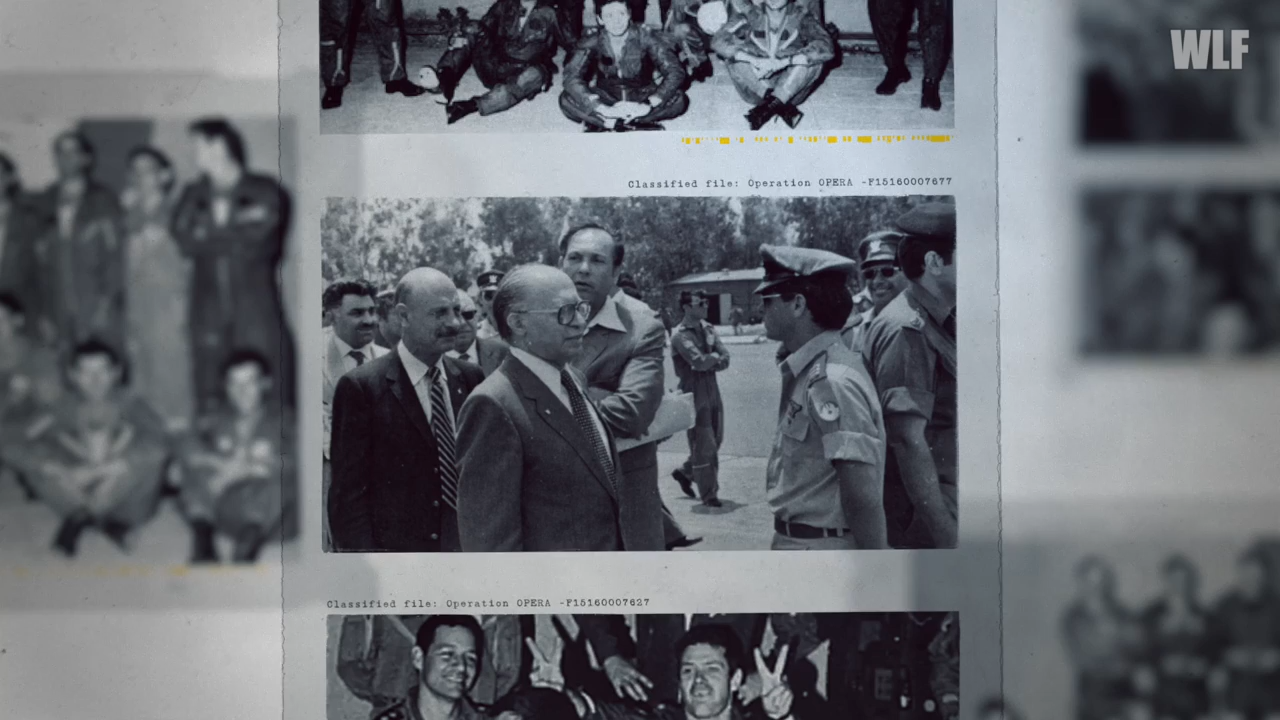 WLF
Classified file: Operation OPERA -F15160007677
Classified file: Operation OPERA -F15160007627